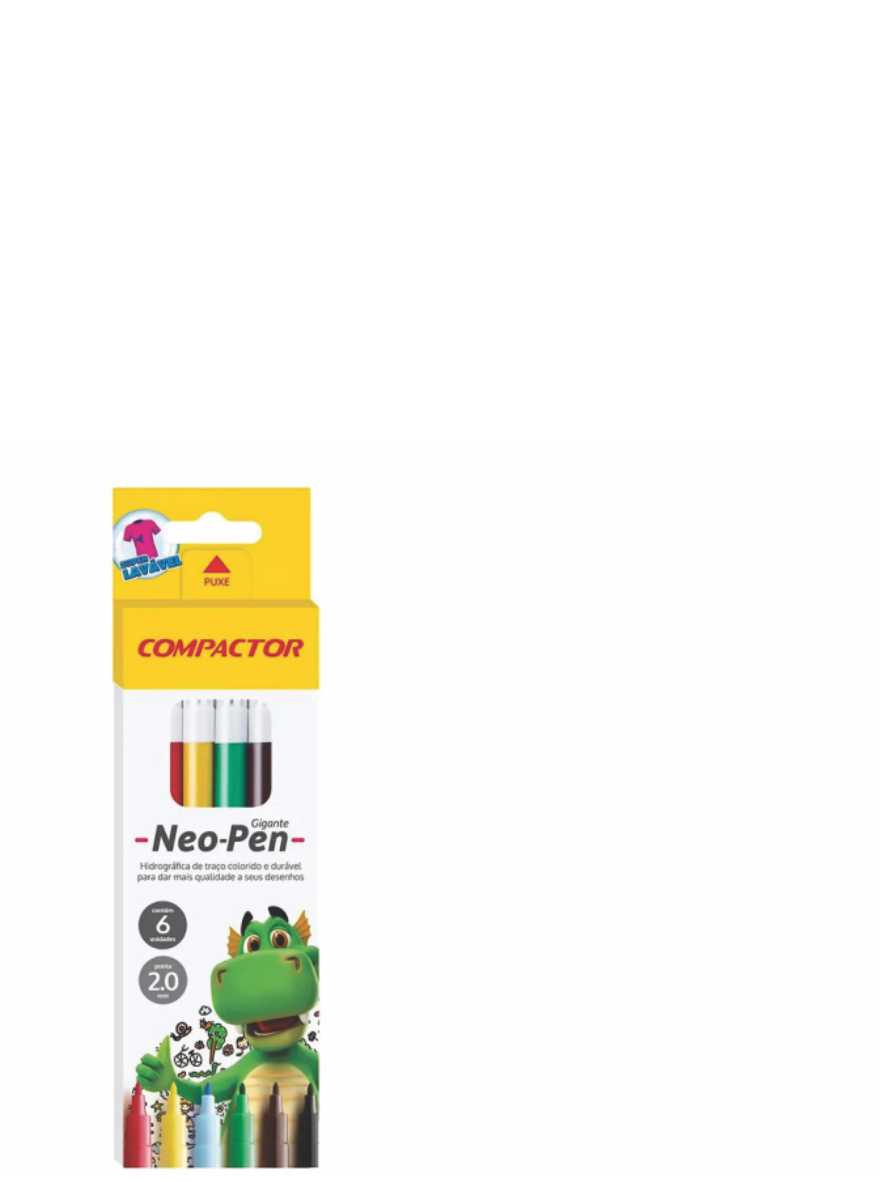 SUPER
LAVÁVEL
PUXE
COMPACTOR
Gigante
-Neo-Pen-
Hidrográfica de traço colorido e durável
para dar mais qualidade a seus desenhos
contém
6
unidades
ponta
2.0
mm